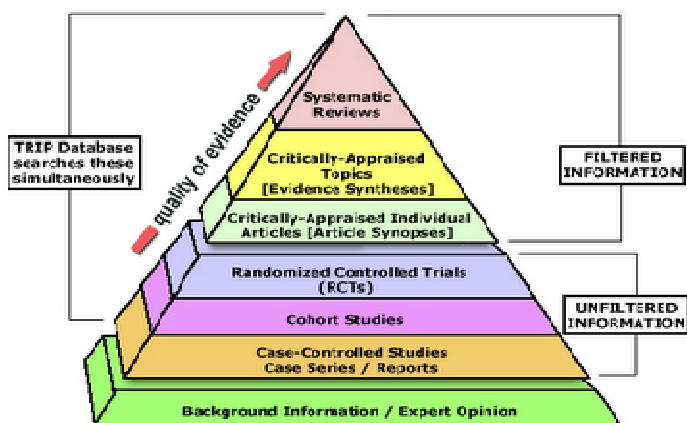 Systematic
Reviews
quality of evidence
TRIP Database
searches these
simultaneously
Critically-Appraised
Topics
[Evidence Syntheses]
FILTERED
INFORMATION
Critically-Appraised Individual
Articles [Article Synopses]
Randomized Controlled Trials
(RCTs)
UNFILTERED
INFORMATION
Cohort Studies
Case-Controlled Studies
Case Series / Reports
Background Information / Expert Opinion